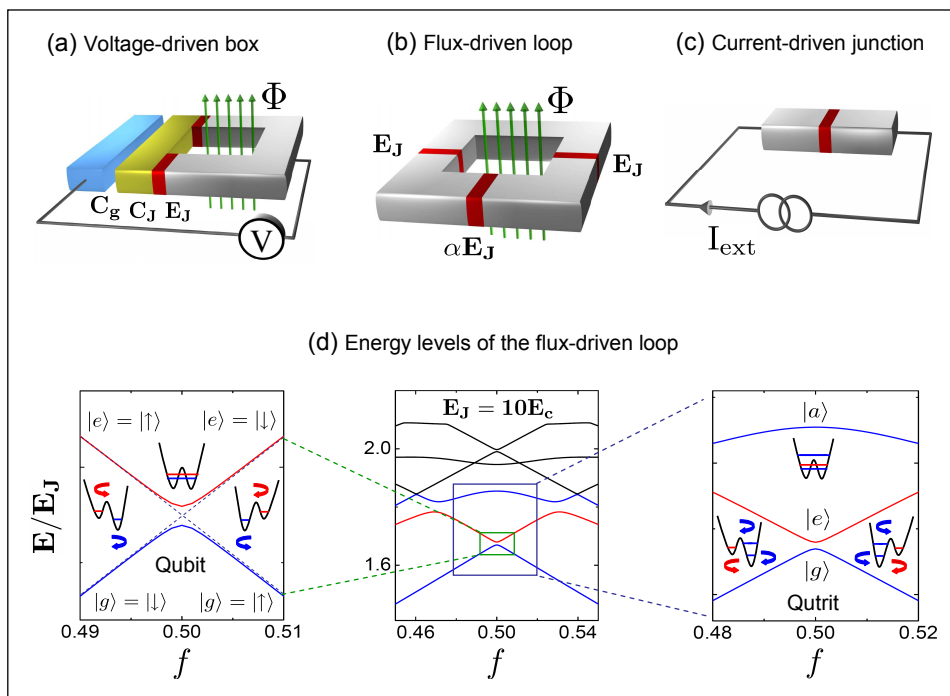 (a) Voltage-driven box
(b) Flux-driven loop
(c) Current-driven junction
Φ
C_g C_J E_J
V
Φ
E_J
E_J
αE_J
I_ext
(d) Energy levels of the flux-driven loop
E/E_J
|e⟩ = |↑⟩ |e⟩ = |↓⟩
Qubit
|g⟩ = |↓⟩ |g⟩ = |↑⟩
0.49 0.50 0.51
f
E_J = 10E_c
2.0
1.6
0.46 0.50 0.54
f
|a⟩
|e⟩
|g⟩
Qutrit
0.48 0.50 0.52
f